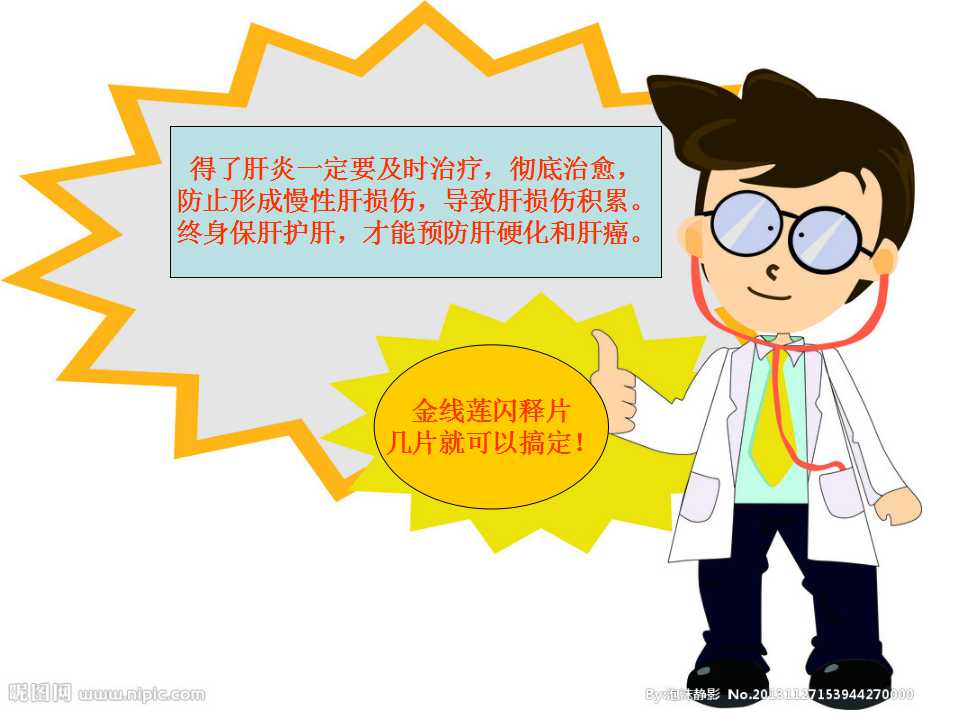 得了肝炎一定要及时治疗，彻底治愈，
防止形成慢性肝损伤，导致肝损伤积累。
终身保肝护肝，才能预防肝硬化和肝癌。
金线莲闪释片
几片就可以搞定！
昵图网 www.nipic.com
By:泡沫静影 No.20131127153944270000